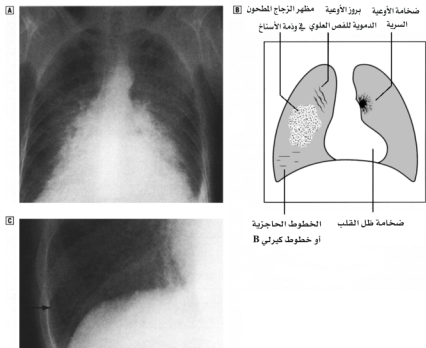 A
B
ضخامة الأوعية
السرية
بروز الأوعية
الدموية للفص العلوي
مظهر الزجاج المطحون
في وذمة الأسناخ
ضخامة ظل القلب
الخطوط الحاجزية
أو خطوط كيرلي B
C